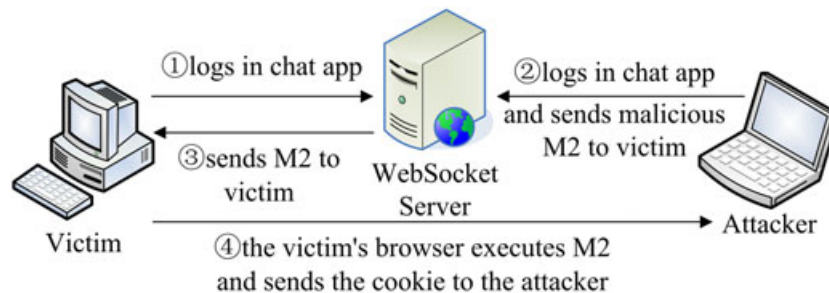 ①logs in chat app
②logs in chat app
and sends malicious
M2 to victim
③sends M2 to
victim
WebSocket
Server
Victim
Attacker
④the victim's browser executes M2
and sends the cookie to the attacker